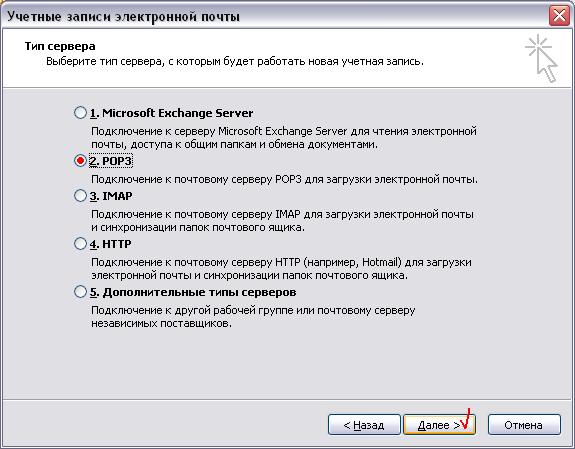 Учетные записи электронной почты
Тип сервера
Выберите тип сервера, с которым будет работать новая учетная запись.
1. Microsoft Exchange Server
Подключение к серверу Microsoft Exchange Server для чтения электронной
почты, доступа к общим папкам и обмена документами.
2. POP3
Подключение к почтовому серверу POP3 для загрузки электронной почты.
3. IMAP
Подключение к почтовому серверу IMAP для загрузки электронной почты
и синхронизации папок почтового ящика.
4. HTTP
Подключение к почтовому серверу HTTP (например, Hotmail) для загрузки
электронной почты и синхронизации папок почтового ящика.
5. Дополнительные типы серверов
Подключение к другой рабочей группе или почтовому серверу
независимых поставщиков.
< Назад Далее > Отмена